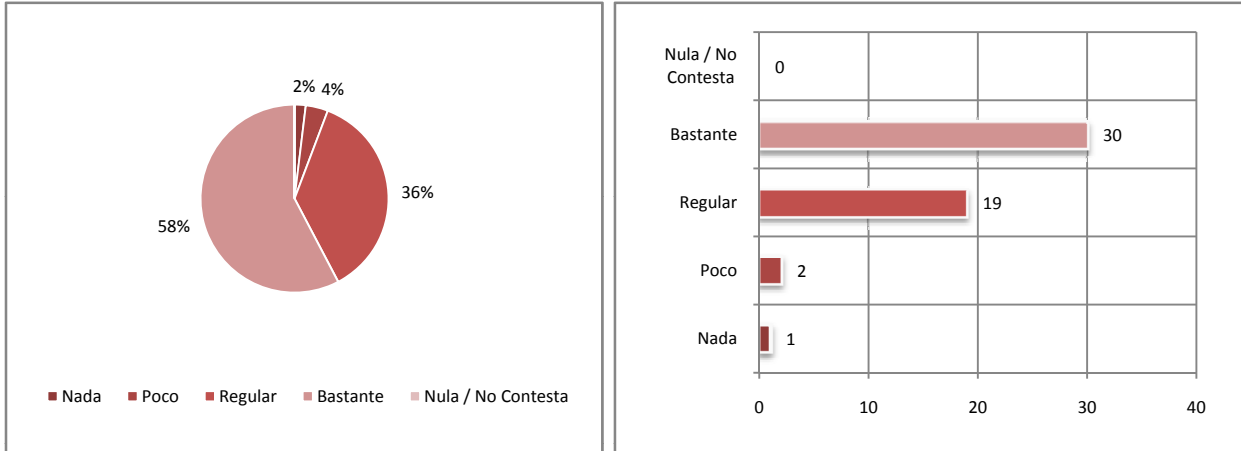 2%
4%
36%
58%
Nada
Poco
Regular
Bastante
Nula / No Contesta
Nula / No
Contesta
0
Bastante
30
Regular
19
Poco
2
Nada
1
0
10
20
30
40